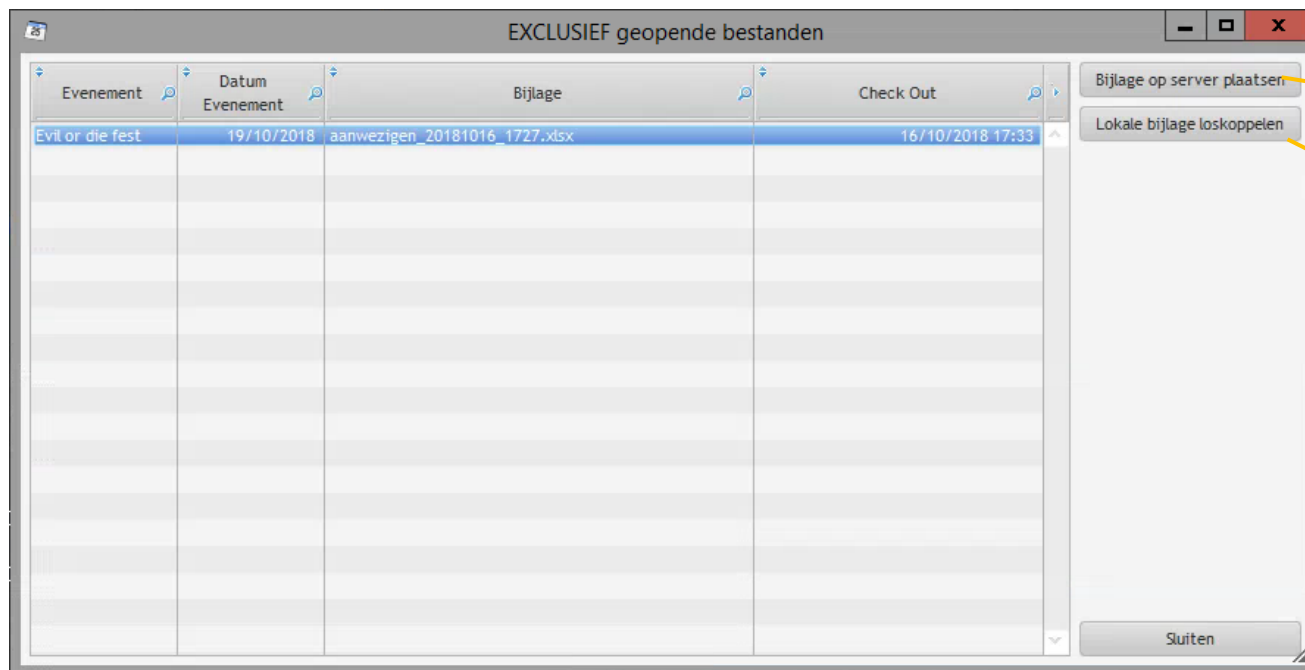 EXCLUSIEF geopende bestanden
Evenement
Datum
Evenement
Bijlage
Check Out
Evil or die fest 19/10/2018 aanwezigen_20181016_1727.xlsx 16/10/2018 17:33
Bijlage op server plaatsen
Lokale bijlage loskoppelen
Sluiten